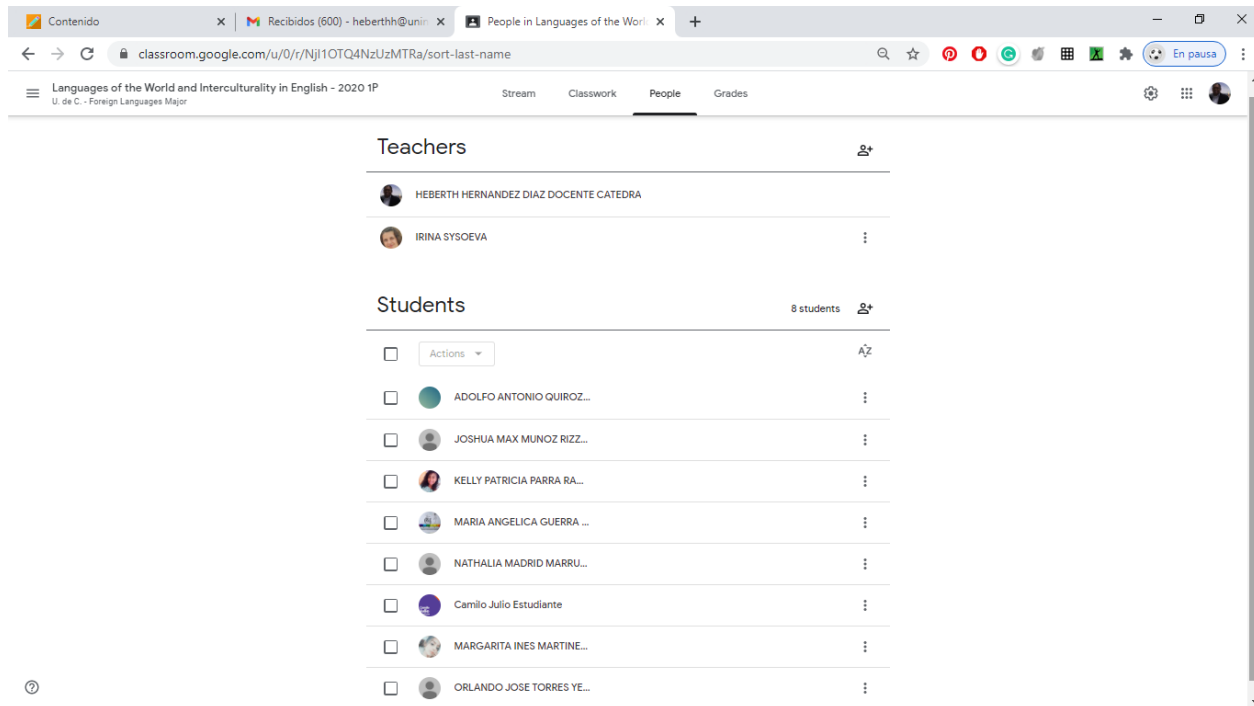 Contenido
Recibidos (600) - heberthh@unin
People in Languages of the Worl
classroom.google.com/u/0/r/NjI1OTQ4NzUzMTRa/sort-last-name
En pausa
Languages of the World and Interculturality in English - 2020 1P
U. de C. - Foreign Languages Major
Stream Classwork People Grades
Teachers
HEBERTH HERNANDEZ DIAZ DOCENTE CATEDRA
IRINA SYSOEVA
Students 8 students
Actions AZ
ADOLFO ANTONIO QUIROZ...
JOSHUA MAX MUNOZ RIZZ...
KELLY PATRICIA PARRA RA...
MARIA ANGELICA GUERRA ...
NATHALIA MADRID MARRU...
Camilo Julio Estudiante
MARGARITA INES MARTINE...
ORLANDO JOSE TORRES YE...